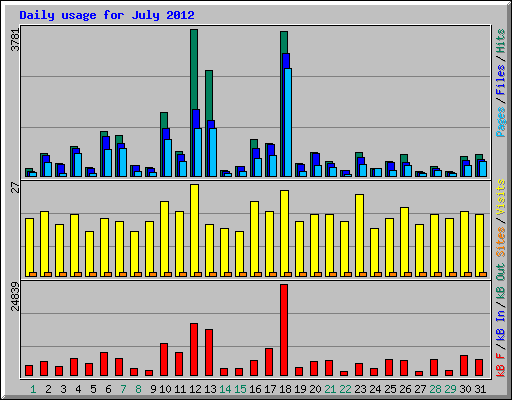 Daily usage for July 2012
3781
Pages / Files / Hits
27
Sites / Visits
24839
kB F / kB In / kB Out
1 2 3 4 5 6 7 8 9 10 11 12 13 14 15 16 17 18 19 20 21 22 23 24 25 26 27 28 29 30 31